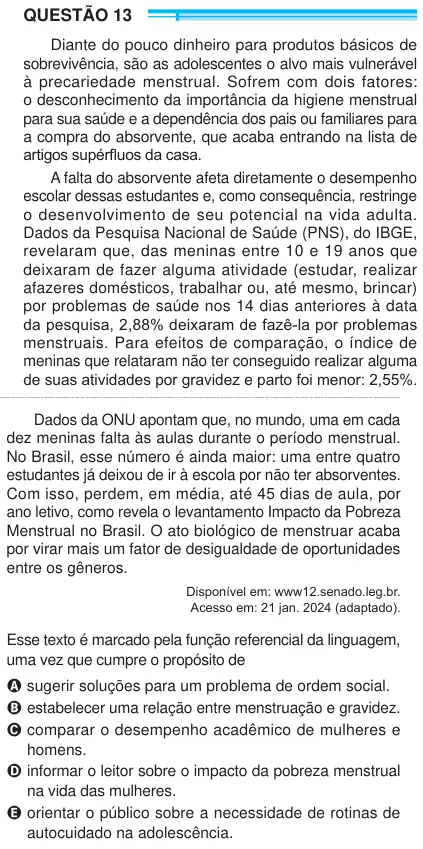 QUESTÃO 13
Diante do pouco dinheiro para produtos básicos de
sobrevivência, são as adolescentes o alvo mais vulnerável
à precariedade menstrual. Sofrem com dois fatores:
o desconhecimento da importância da higiene menstrual
para sua saúde e a dependência dos pais ou familiares para
a compra do absorvente, que acaba entrando na lista de
artigos supérfluos da casa.
A falta do absorvente afeta diretamente o desempenho
escolar dessas estudantes e, como consequência, restringe
o desenvolvimento de seu potencial na vida adulta.
Dados da Pesquisa Nacional de Saúde (PNS), do IBGE,
revelaram que, das meninas entre 10 e 19 anos que
deixaram de fazer alguma atividade (estudar, realizar
afazeres domésticos, trabalhar ou, até mesmo, brincar)
por problemas de saúde nos 14 dias anteriores à data
da pesquisa, 2,88% deixaram de fazê-la por problemas
menstruais. Para efeitos de comparação, o índice de
meninas que relataram não ter conseguido realizar alguma
de suas atividades por gravidez e parto foi menor: 2,55%.
Dados da ONU apontam que, no mundo, uma em cada
dez meninas falta às aulas durante o período menstrual.
No Brasil, esse número é ainda maior: uma entre quatro
estudantes já deixou de ir à escola por não ter absorventes.
Com isso, perdem, em média, até 45 dias de aula, por
ano letivo, como revela o levantamento Impacto da Pobreza
Menstrual no Brasil. O ato biológico de menstruar acaba
por virar mais um fator de desigualdade de oportunidades
entre os gêneros.
Disponível em: www12.senado.leg.br.
Acesso em: 21 jan. 2024 (adaptado).
Esse texto é marcado pela função referencial da linguagem,
uma vez que cumpre o propósito de
A sugerir soluções para um problema de ordem social.
B estabelecer uma relação entre menstruação e gravidez.
C comparar o desempenho acadêmico de mulheres e
homens.
D informar o leitor sobre o impacto da pobreza menstrual
na vida das mulheres.
E orientar o público sobre a necessidade de rotinas de
autocuidado na adolescência.